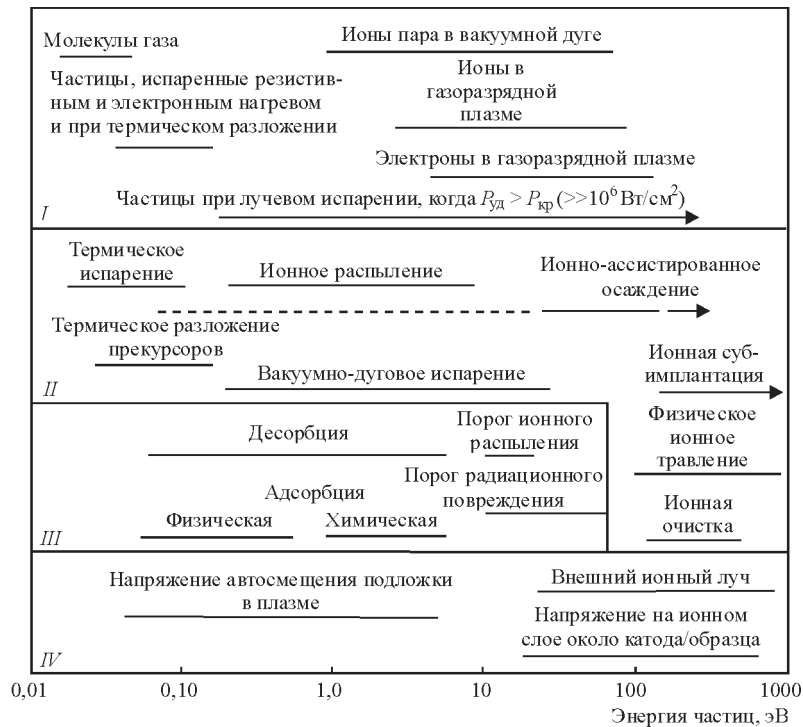 Молекулы газа
Ионы пара в вакуумной дуге
Частицы, испаренные резистив-
ным и электронным нагревом
и при термическом разложении
Ионы в
газоразрядной
плазме
Электроны в газоразрядной плазме
Частицы при лучевом испарении, когда Pуд > Pкр (>>10⁶ Вт/см²)
I
Термическое
испарение
Ионное распыление
Ионно-ассистированное
осаждение
Термическое разложение
прекурсоров
Вакуумно-дуговое испарение
Ионная суб-
имплантация
II
Десорбция
Порог ионного
распыления
Физическое
ионное
травление
Адсорбция
Физическая
Химическая
Порог радиационного
повреждения
Ионная
очистка
III
Напряжение автосмещения подложки
в плазме
Внешний ионный луч
Напряжение на ионном
слое около катода/образца
IV
0,01 0,10 1,0 10 100 1000
Энергия частиц, эВ